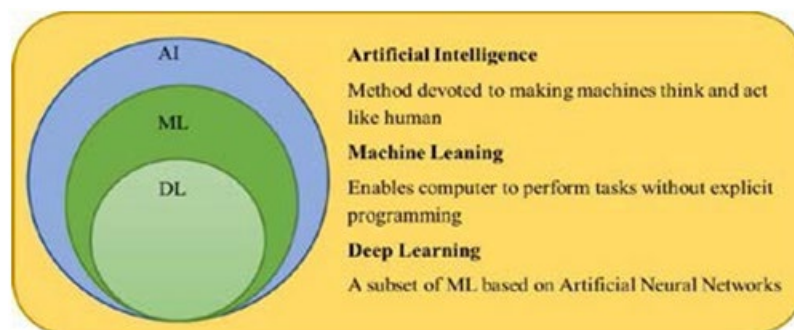 AI
ML
DL
Artificial Intelligence
Method devoted to making machines think and act
like human
Machine Leaning
Enables computer to perform tasks without explicit
programming
Deep Learning
A subset of ML based on Artificial Neural Networks